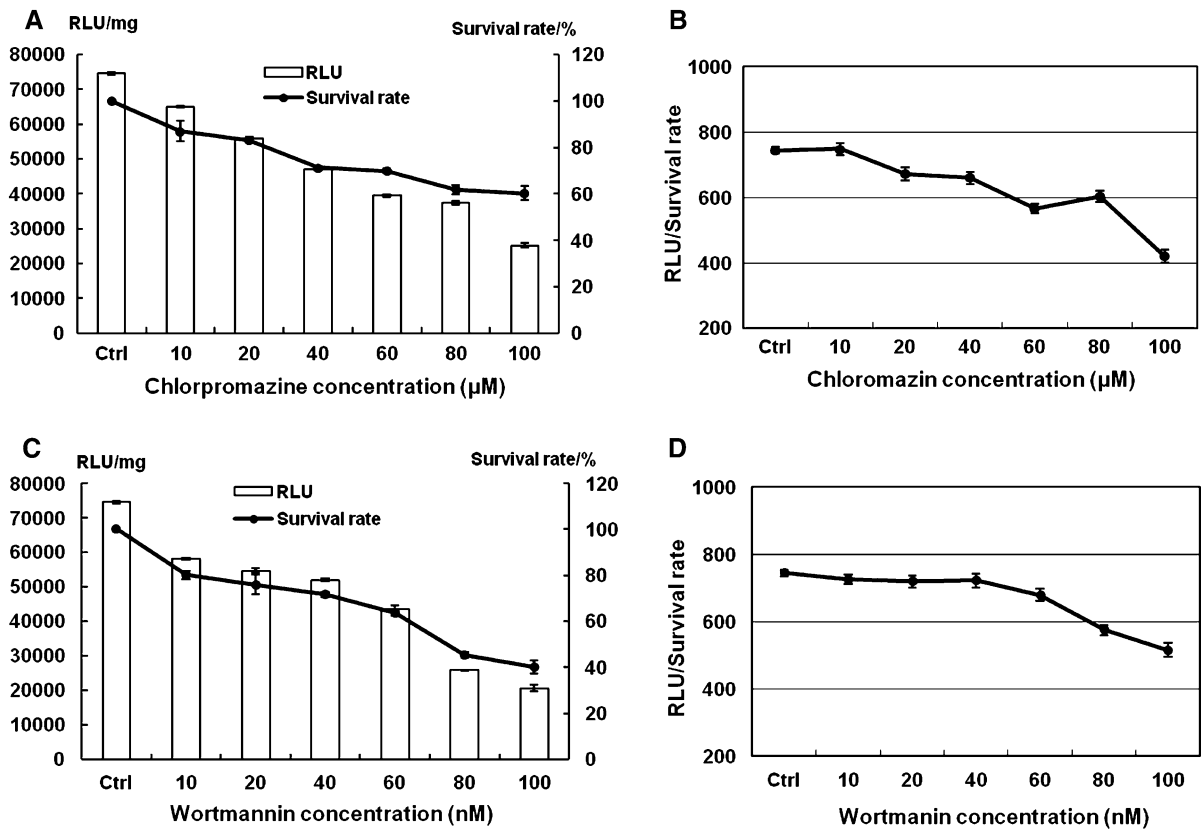 A
RLU/mg
Survival rate/%
80000
70000
60000
50000
40000
30000
20000
10000
0
120
100
80
60
40
20
0
RLU
Survival rate
Ctrl 10 20 40 60 80 100
Chlorpromazine concentration (μM)
B
1000
800
600
400
200
RLU/Survival rate
Ctrl 10 20 40 60 80 100
Chloromazin concentration (μM)
C
RLU/mg
Survival rate/%
80000
70000
60000
50000
40000
30000
20000
10000
0
120
100
80
60
40
20
0
RLU
Survival rate
Ctrl 10 20 40 60 80 100
Wortmannin concentration (nM)
D
1000
800
600
400
200
RLU/Survival rate
Ctrl 10 20 40 60 80 100
Wortmanin concentration (nM)